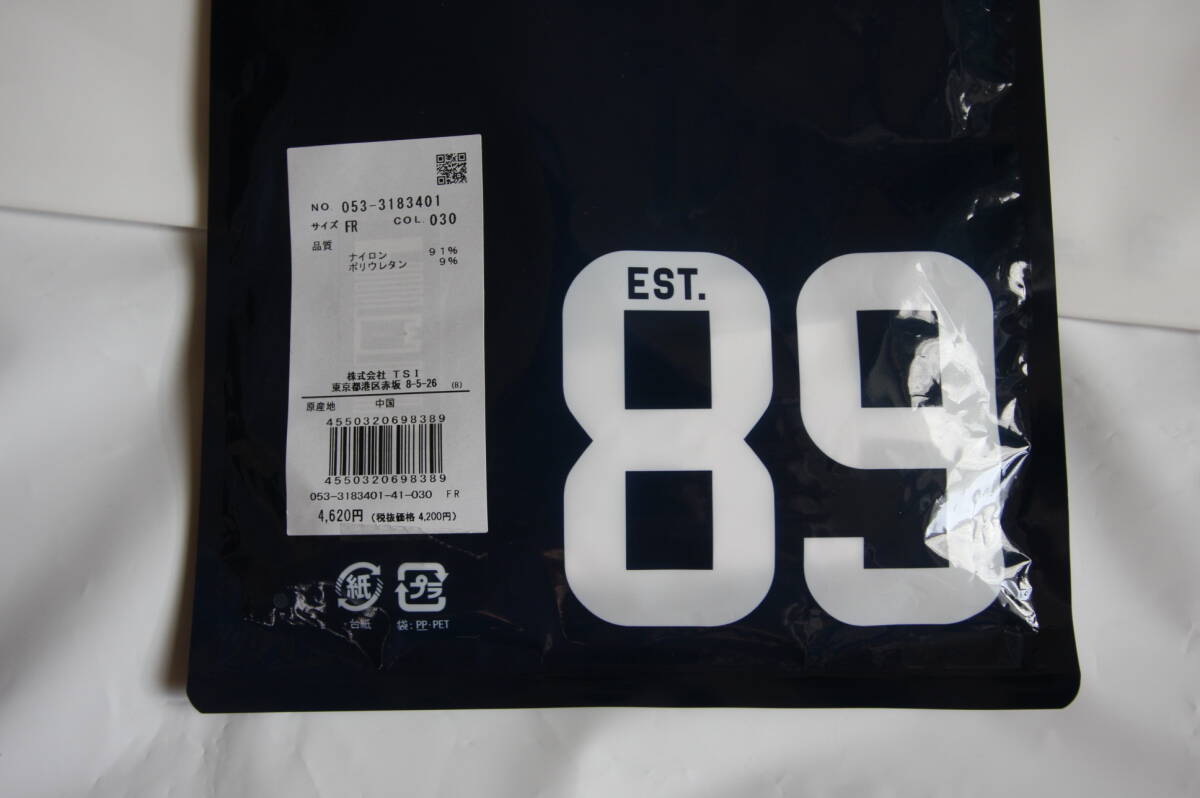 NO. 053-3183401
サイズ FR COL. 030
品質
ナイロン 91%
ポリウレタン 9%
株式会社 TSI
東京都港区赤坂 8-5-26 (B)
原産地 中国
4550320698389
4550320698389
053-3183401-41-030 FR
4,620円 (税抜価格 4,200円)
紙
プラ
台紙
袋:PP・PET
EST.
89